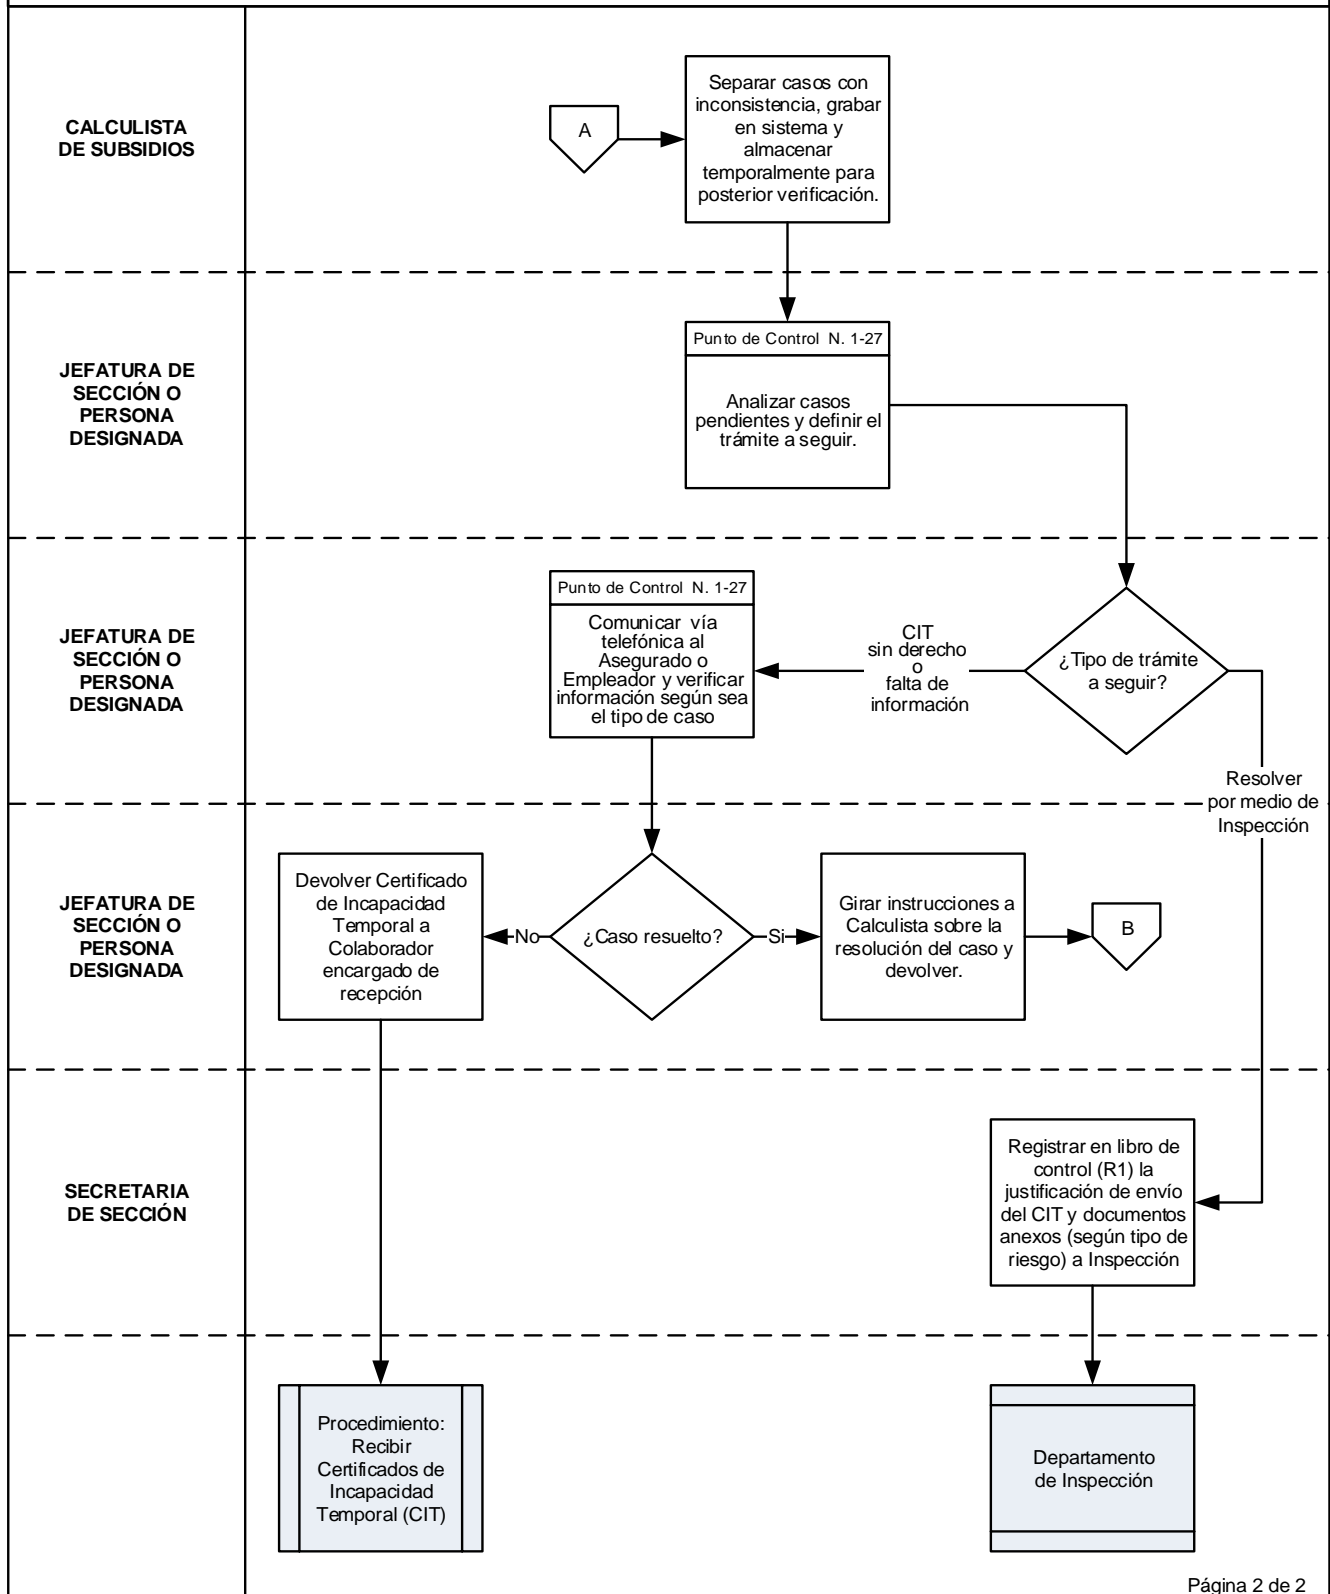 CALCULISTA
DE SUBSIDIOS
A
Separar casos con
inconsistencia, grabar
en sistema y
almacenar
temporalmente para
posterior verificación.
JEFATURA DE
SECCIÓN O
PERSONA
DESIGNADA
Punto de Control N. 1-27
Analizar casos
pendientes y definir el
trámite a seguir.
JEFATURA DE
SECCIÓN O
PERSONA
DESIGNADA
Punto de Control N. 1-27
Comunicar vía
telefónica al
Asegurado o
Empleador y verificar
información según sea
el tipo de caso
CIT
sin derecho
o
falta de
información
¿Tipo de trámite
a seguir?
Resolver
por medio de
Inspección
JEFATURA DE
SECCIÓN O
PERSONA
DESIGNADA
Devolver Certificado
de Incapacidad
Temporal a
Colaborador
encargado de
recepción
No
¿Caso resuelto?
Si
Girar instrucciones a
Calculista sobre la
resolución del caso y
devolver.
B
SECRETARIA
DE SECCIÓN
Registrar en libro de
control (R1) la
justificación de envío
del CIT y documentos
anexos (según tipo de
riesgo) a Inspección
Procedimiento:
Recibir
Certificados de
Incapacidad
Temporal (CIT)
Departamento
de Inspección
Página 2 de 2